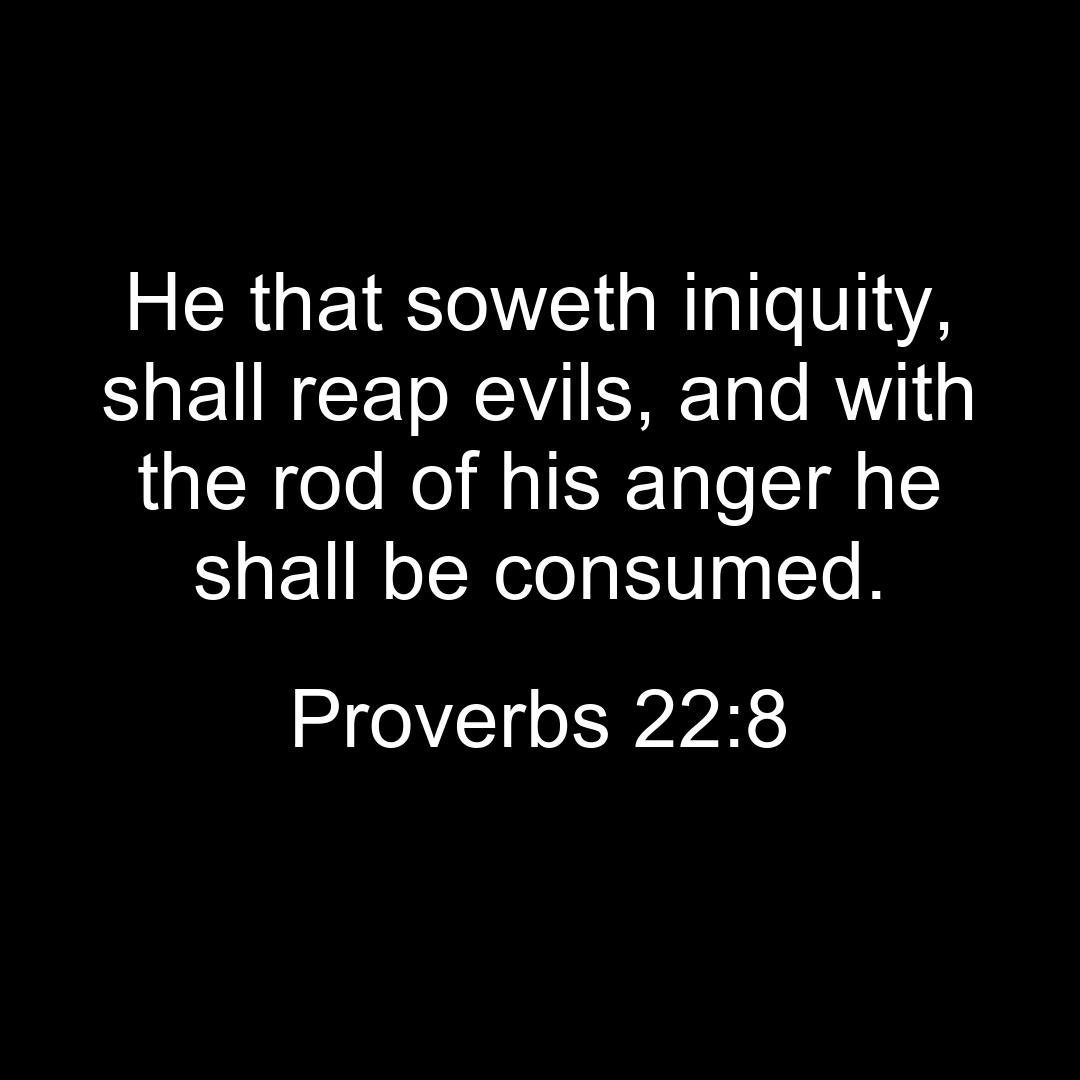 He that soweth iniquity,
shall reap evils, and with
the rod of his anger he
shall be consumed.
Proverbs 22:8